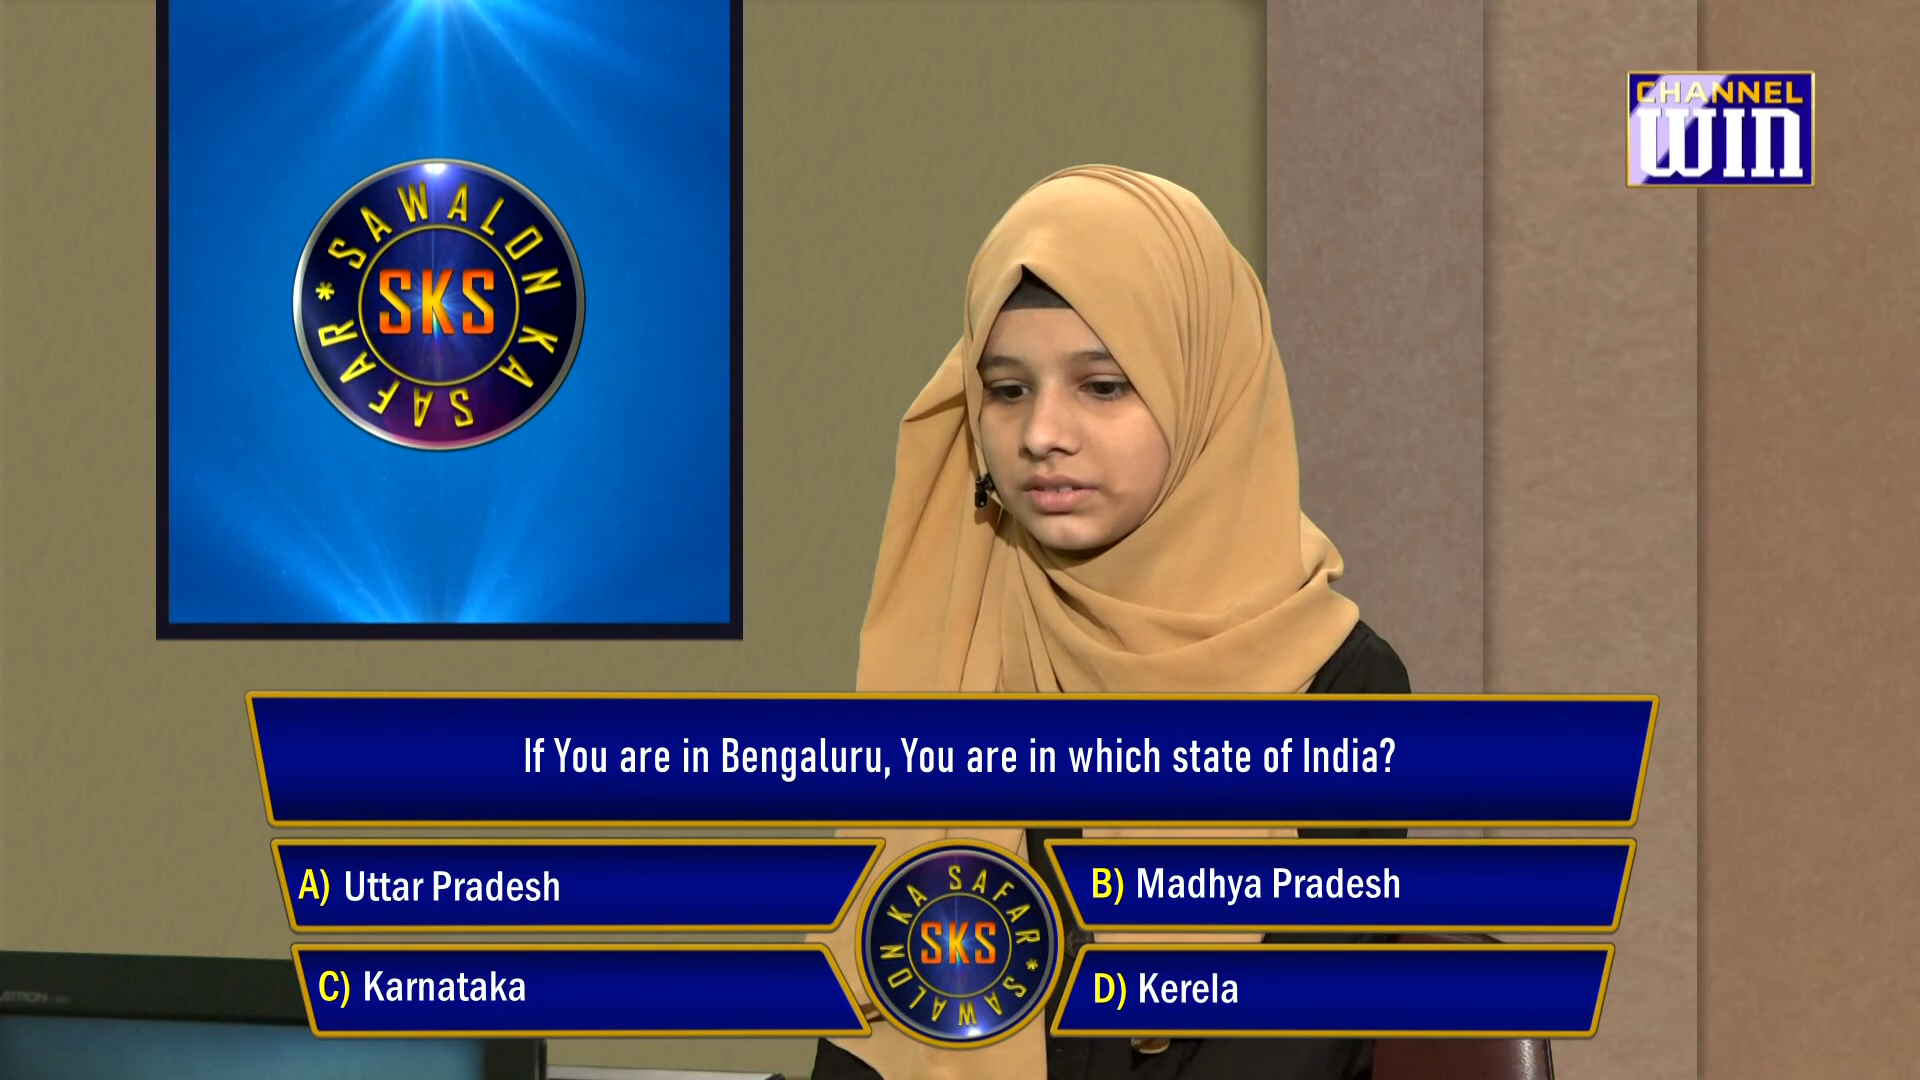 SAWALON KA SAFAR *
SKS
CHANNEL
WIN
If You are in Bengaluru, You are in which state of India?
A) Uttar Pradesh
B) Madhya Pradesh
C) Karnataka
D) Kerela
SAWALON KA SAFAR *
SKS